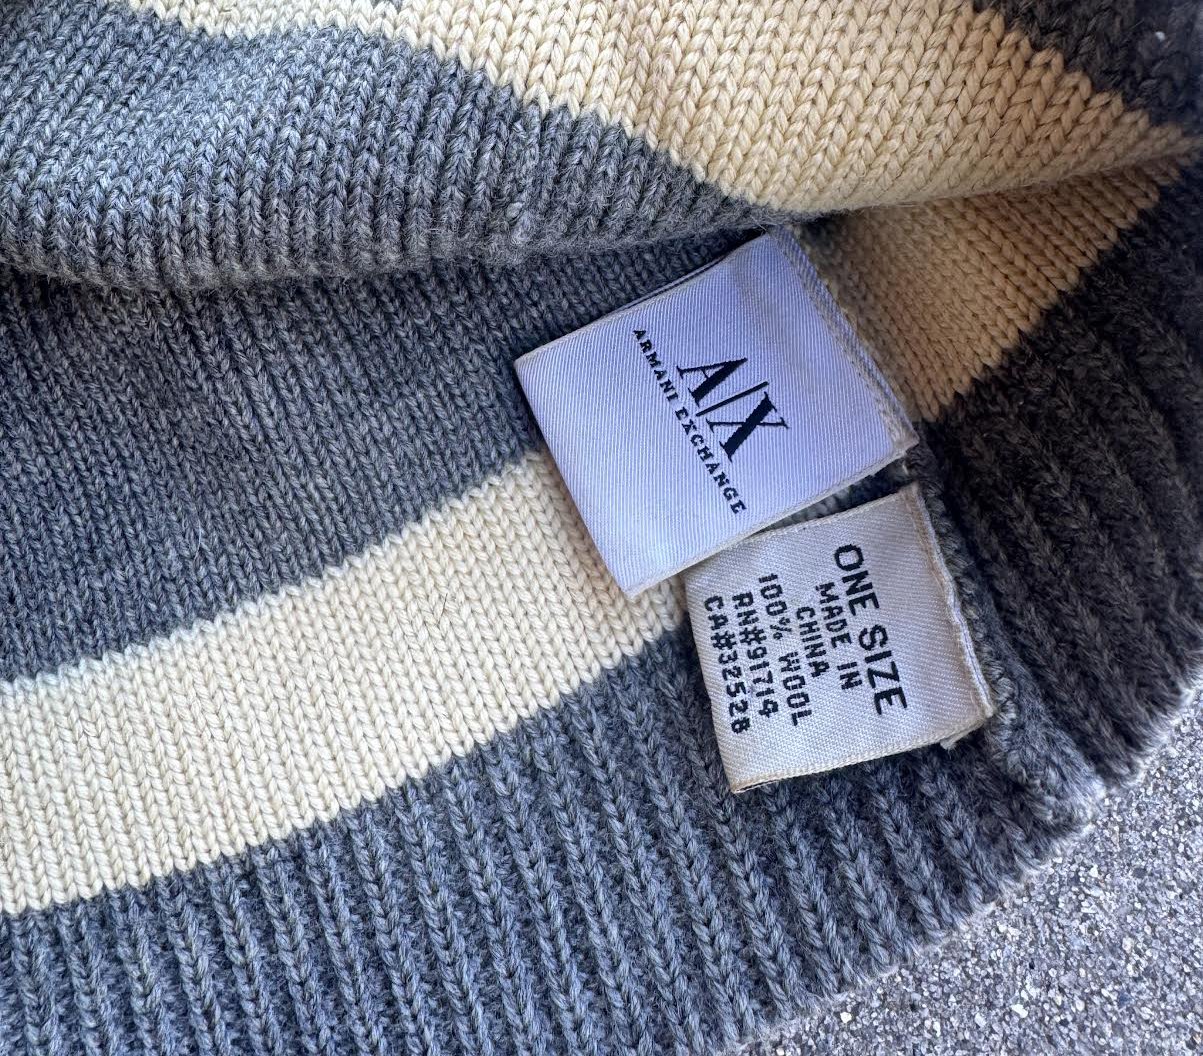 A|X
ARMANI EXCHANGE
ONE SIZE
MADE IN
CHINA
100% WOOL
RN#91714
CA#32528